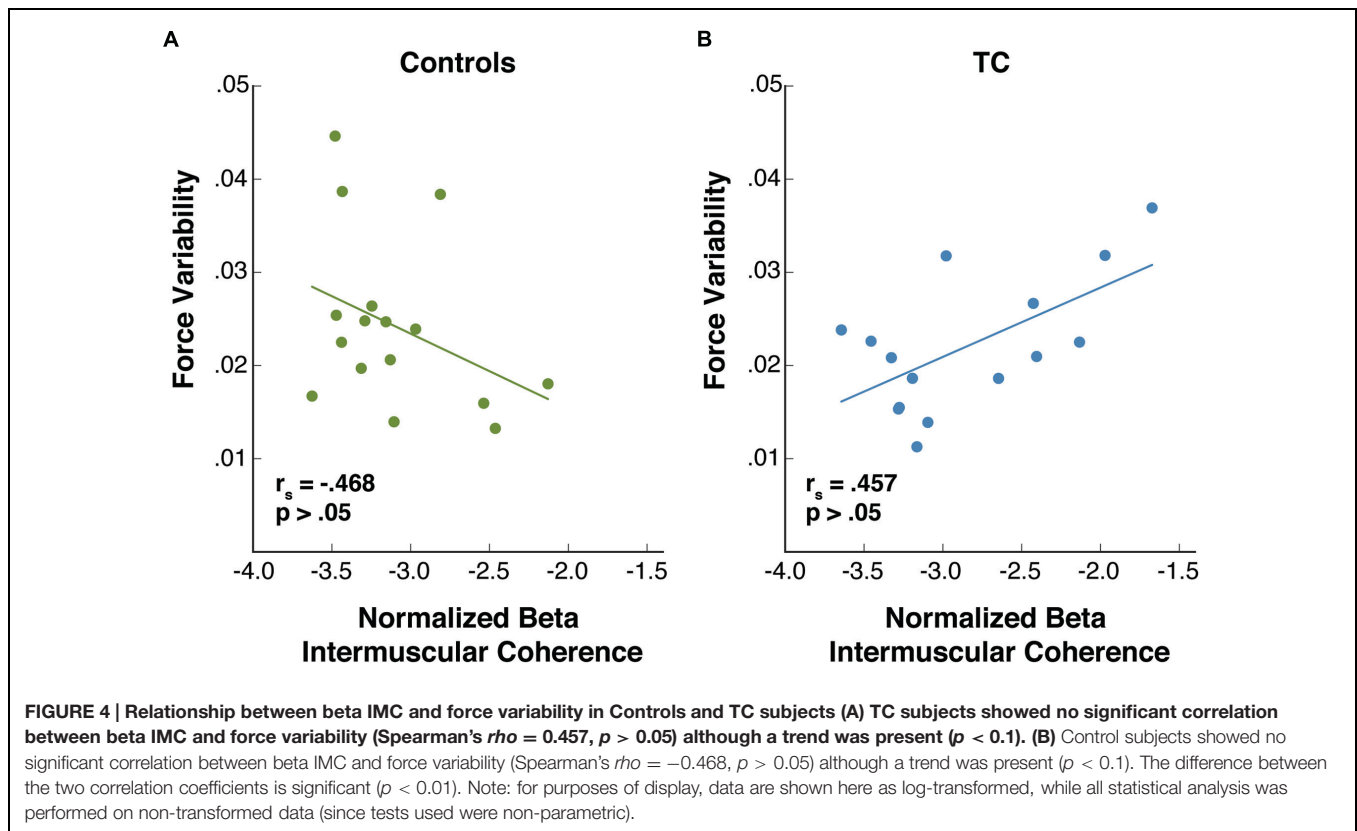 A
Controls
.05
.04
.03
.02
.01
Force Variability
r_s = -.468
p > .05
-4.0 -3.5 -3.0 -2.5 -2.0 -1.5
Normalized Beta
Intermuscular Coherence
B
TC
.05
.04
.03
.02
.01
Force Variability
r_s = .457
p > .05
-4.0 -3.5 -3.0 -2.5 -2.0 -1.5
Normalized Beta
Intermuscular Coherence
FIGURE 4 | Relationship between beta IMC and force variability in Controls and TC subjects (A) TC subjects showed no significant correlation
between beta IMC and force variability (Spearman's rho = 0.457, p > 0.05) although a trend was present (p < 0.1). (B) Control subjects showed no
significant correlation between beta IMC and force variability (Spearman's rho = −0.468, p > 0.05) although a trend was present (p < 0.1). The difference between
the two correlation coefficients is significant (p < 0.01). Note: for purposes of display, data are shown here as log-transformed, while all statistical analysis was
performed on non-transformed data (since tests used were non-parametric).